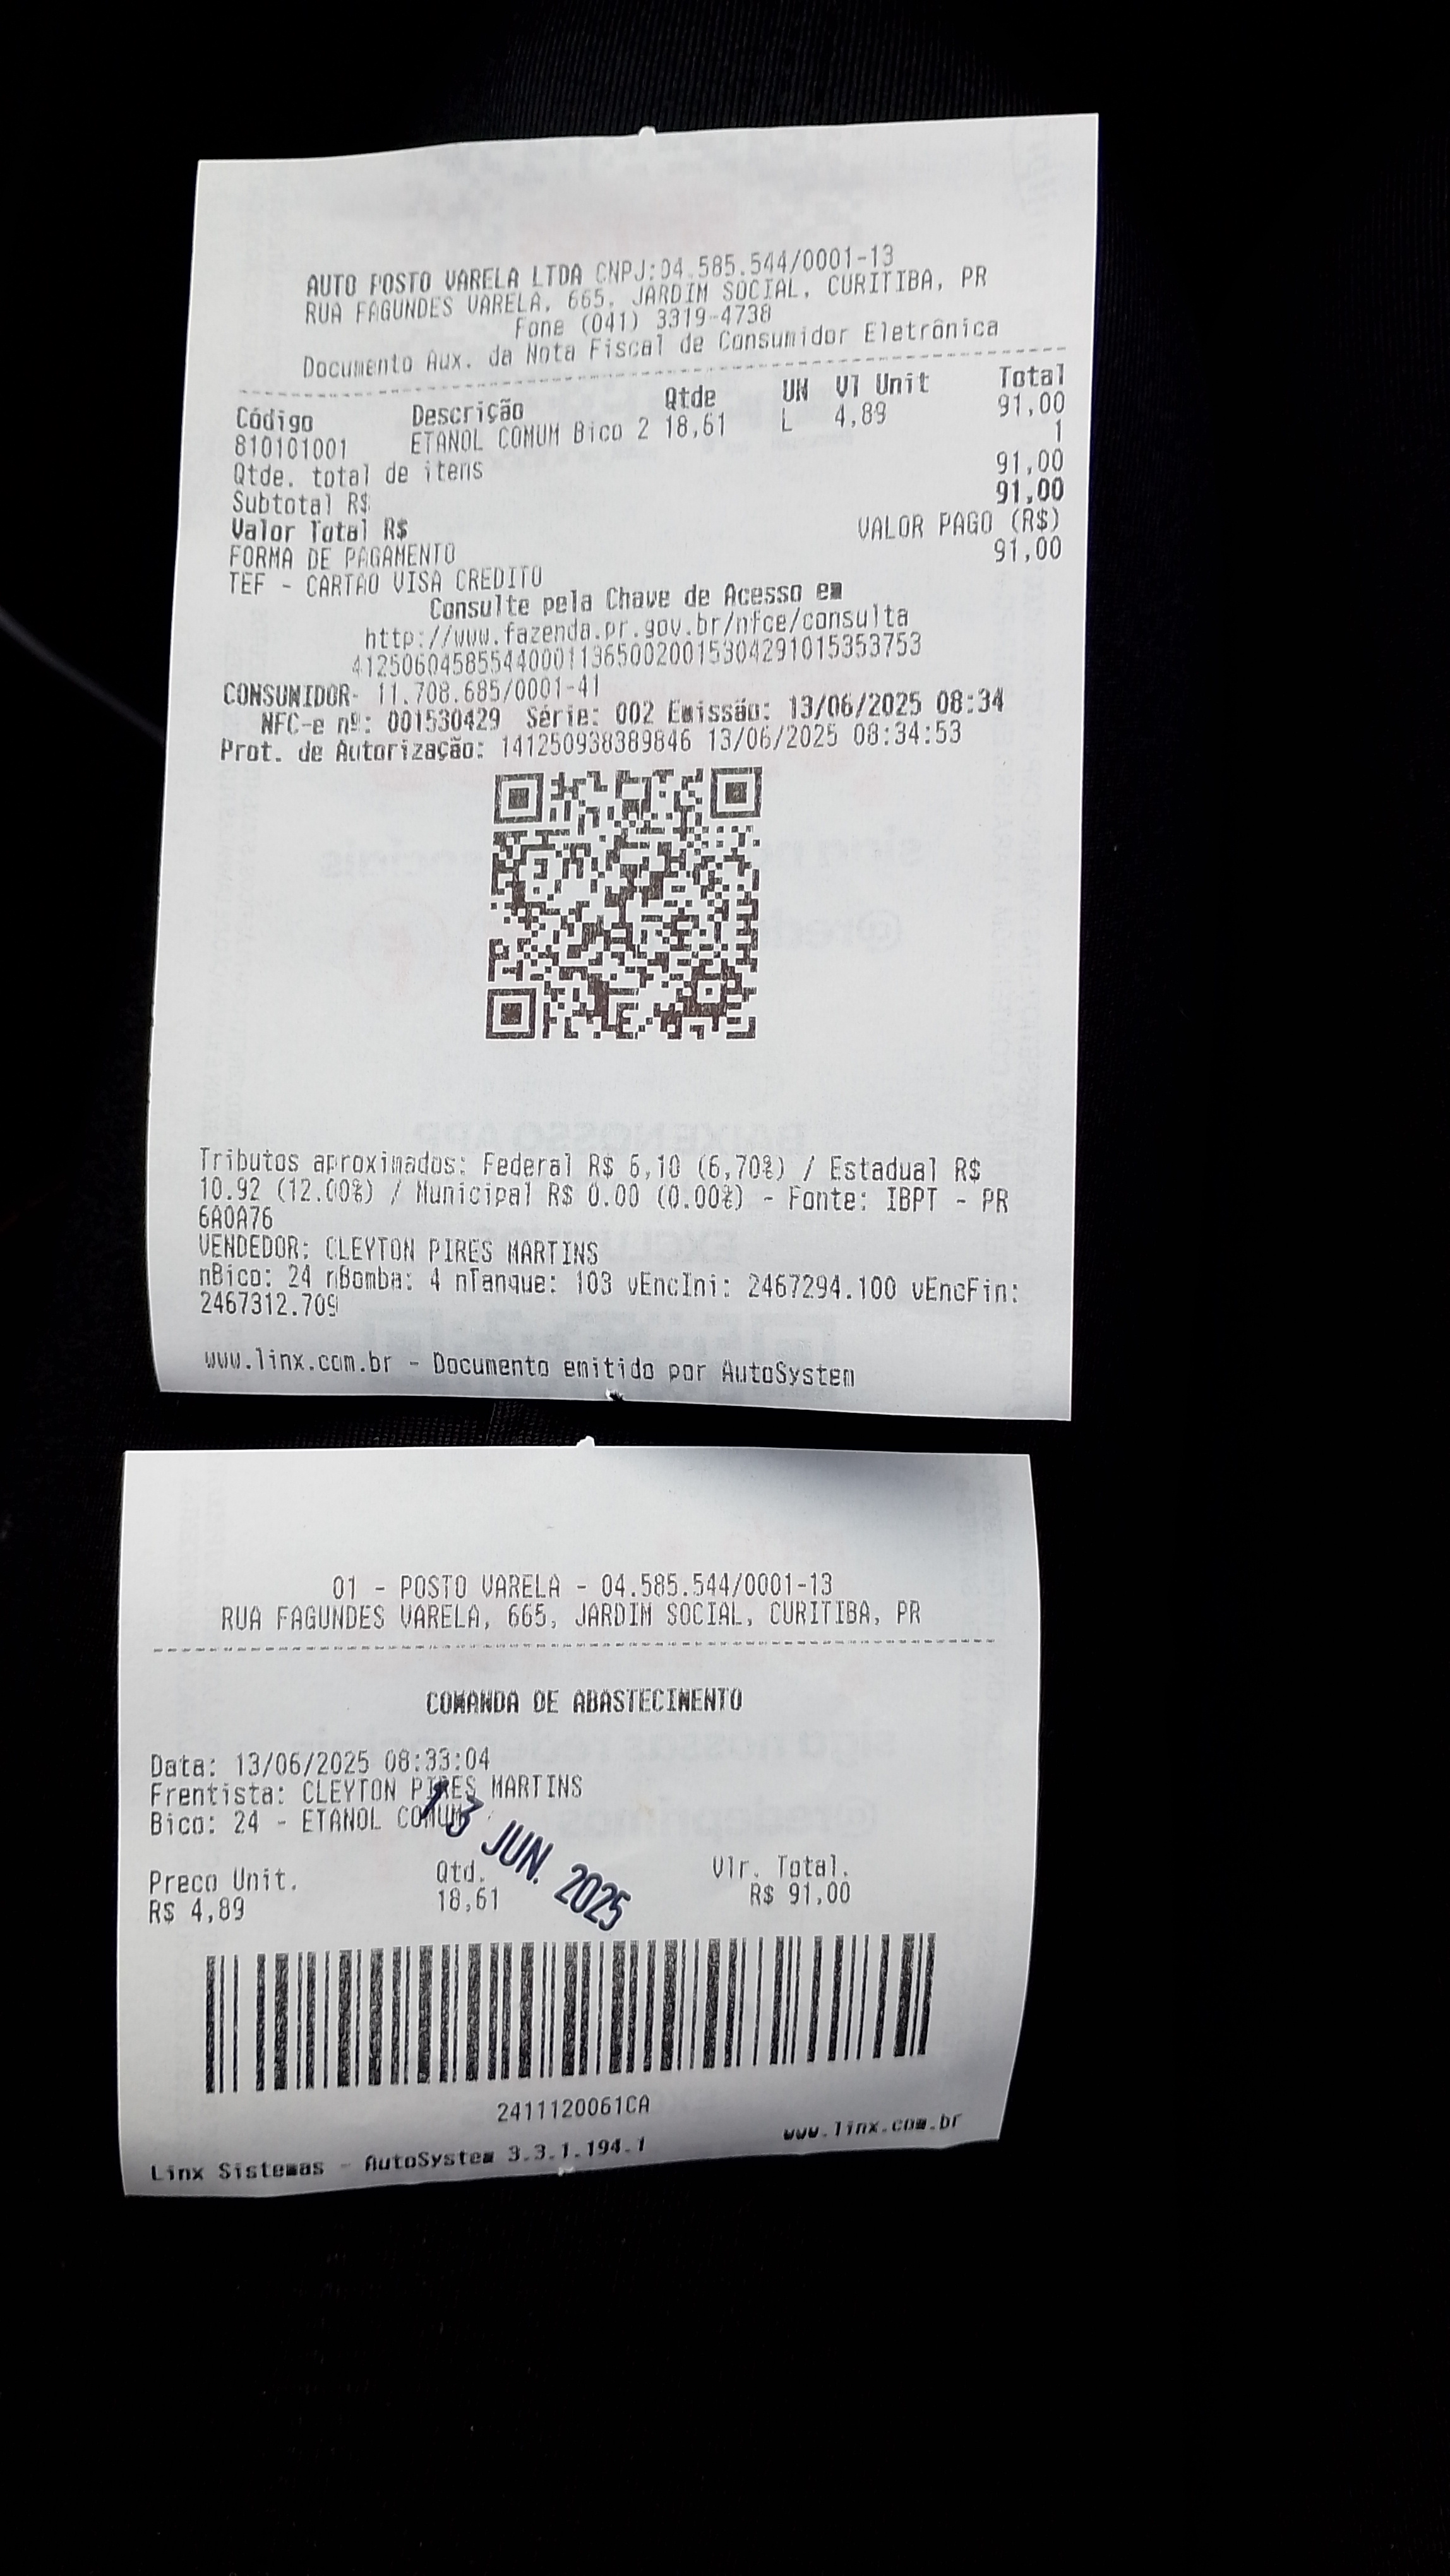 AUTO POSTO VARELA LTDA CNPJ:04.585.544/0001-13
RUA FAGUNDES VARELA, 665, JARDIM SOCIAL, CURITIBA, PR
Fone (041) 3319-4738
Documento Aux. da Nota Fiscal de Consumidor Eletrônica
Código Descrição Qtde UN Vl Unit Total
810101001 ETANOL COMUM Bico 2 18,61 L 4,89 91,00
Qtde. total de itens 1
Subtotal R$ 91,00
Valor Total R$ 91,00
FORMA DE PAGAMENTO VALOR PAGO (R$)
TEF - CARTAO VISA CREDITO 91,00
Consulte pela Chave de Acesso em
http://www.fazenda.pr.gov.br/nfce/consulta
41250604585544000113650020015304291015353753
CONSUMIDOR- 11.708.685/0001-41
NFC-e nº: 001530429 Série: 002 Emissão: 13/06/2025 08:34
Prot. de Autorização: 141250938389846 13/06/2025 08:34:53
Tributos aproximados: Federal R$ 6,10 (6,70%) / Estadual R$
10.92 (12.00%) / Municipal R$ 0.00 (0.00%) - Fonte: IBPT - PR
6A0A76
VENDEDOR: CLEYTON PIRES MARTINS
nBico: 24 nBomba: 4 nTanque: 103 vEncIni: 2467294.100 vEncFin:
2467312.709
www.linx.com.br - Documento emitido por AutoSystem
01 - POSTO VARELA - 04.585.544/0001-13
RUA FAGUNDES VARELA, 665, JARDIM SOCIAL, CURITIBA, PR
COMANDA DE ABASTECIMENTO
Data: 13/06/2025 08:33:04
Frentista: CLEYTON PIRES MARTINS
Bico: 24 - ETANOL COMUM
13 JUN. 2025
Preco Unit. Qtd. Vlr. Total.
R$ 4,89 18,61 R$ 91,00
2411120061CA
Linx Sistemas - AutoSystem 3.3.1.194.1 www.linx.com.br